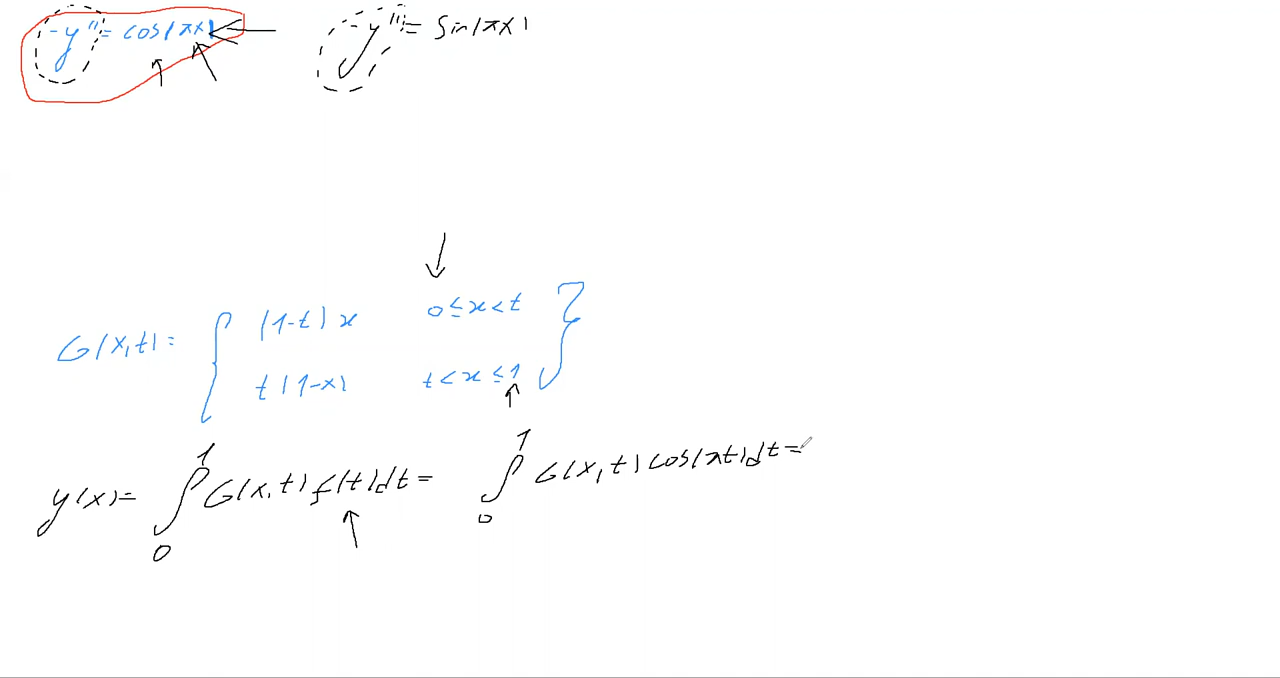 -y'' = cos(πx) -y'' = sin(πx)
G(x,t) = { (1-t) x 0 ≤ x < t
t(1-x) t < x ≤ 1 }
y(x) = ∫₀¹ G(x,t) f(t)dt = ∫₀¹ G(x,t) cos(πt)dt =